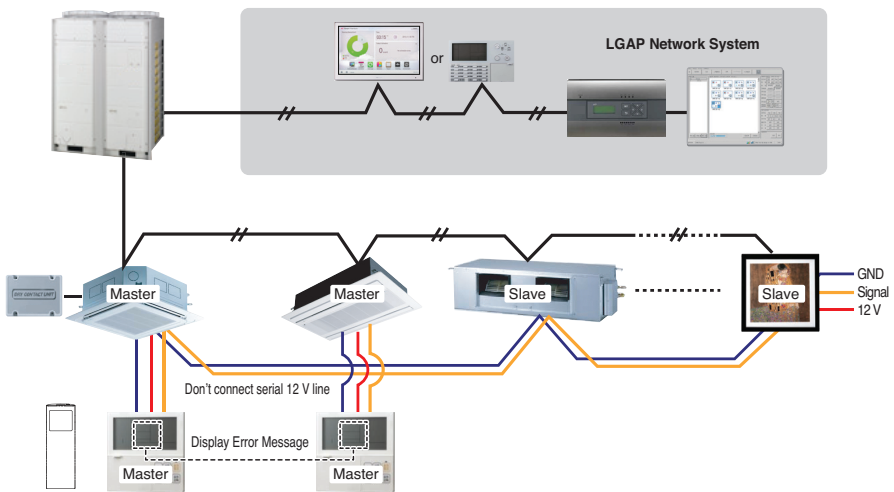 LGAP Network System
or
Master
Master
Slave
Slave
GND
Signal
12 V
Don't connect serial 12 V line
Display Error Message
Master
Master